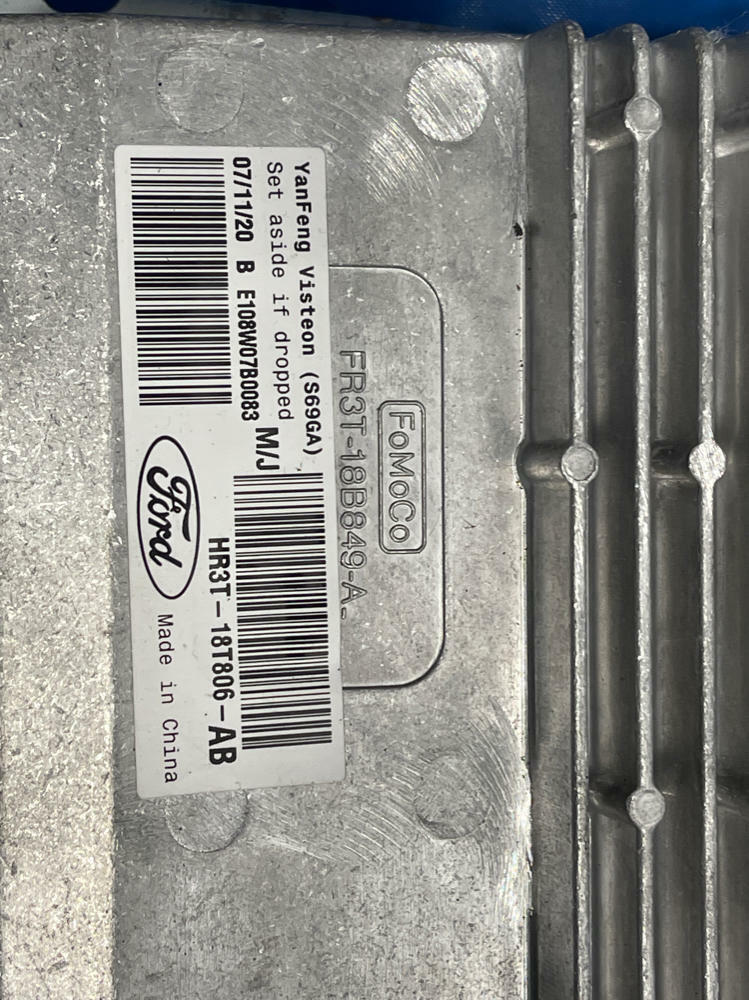 YanFeng Visteon (S69GA)
Set aside if dropped
M/J
07/11/20 B E108W07B0083
HR3T-18T806-AB
Ford
Made in China
FoMoCo
FR3T-18B849-A